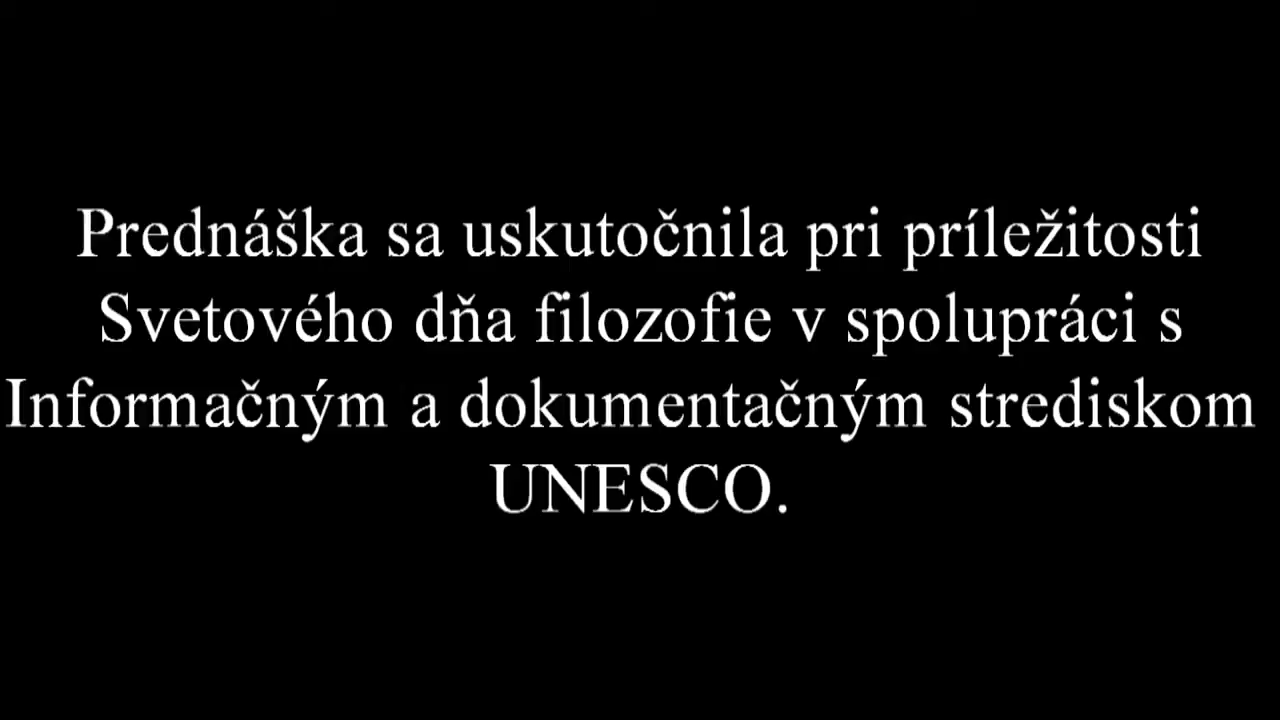 Prednáška sa uskutočnila pri príležitosti
Svetového dňa filozofie v spolupráci s
Informačným a dokumentačným strediskom
UNESCO.